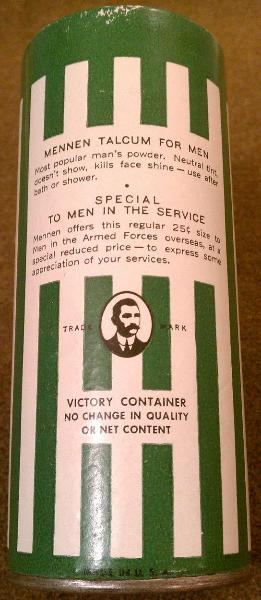 MENNEN TALCUM FOR MEN
Most popular man's powder. Neutral tint,
doesn't show, kills face shine — use after
bath or shower.
•
SPECIAL
TO MEN IN THE SERVICE
Mennen offers this regular 25¢ size to
Men in the Armed Forces overseas, at a
special reduced price — to express some
appreciation of your services.
TRADE MARK
VICTORY CONTAINER
NO CHANGE IN QUALITY
OR NET CONTENT
MADE IN U. S. A.